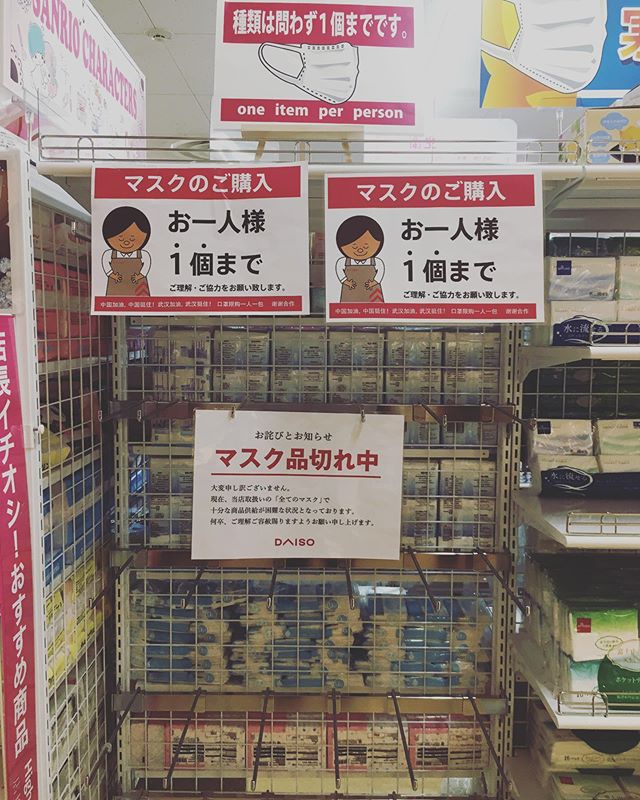 種類は問わず1個までです。
one item per person
SANRIO CHARACTERS
マスクのご購入
お一人様
1個まで
ご理解・ご協力をお願い致します。
中国加油，中国挺住！武汉加油，武汉挺住！ 口罩限购一人一包 谢谢合作
マスクのご購入
お一人様
1個まで
ご理解・ご協力をお願い致します。
中国加油，中国挺住！武汉加油，武汉挺住！ 口罩限购一人一包 谢谢合作
お詫びとお知らせ
マスク品切れ中
大変申し訳ございません。
現在、当店取扱いの「全てのマスク」で
十分な商品供給が困難な状況となっております。
何卒、ご理解ご容赦賜りますようお願い申し上げます。
DAISO
店長イチオシ！おすすめ商品
水に流せる
水に流せる